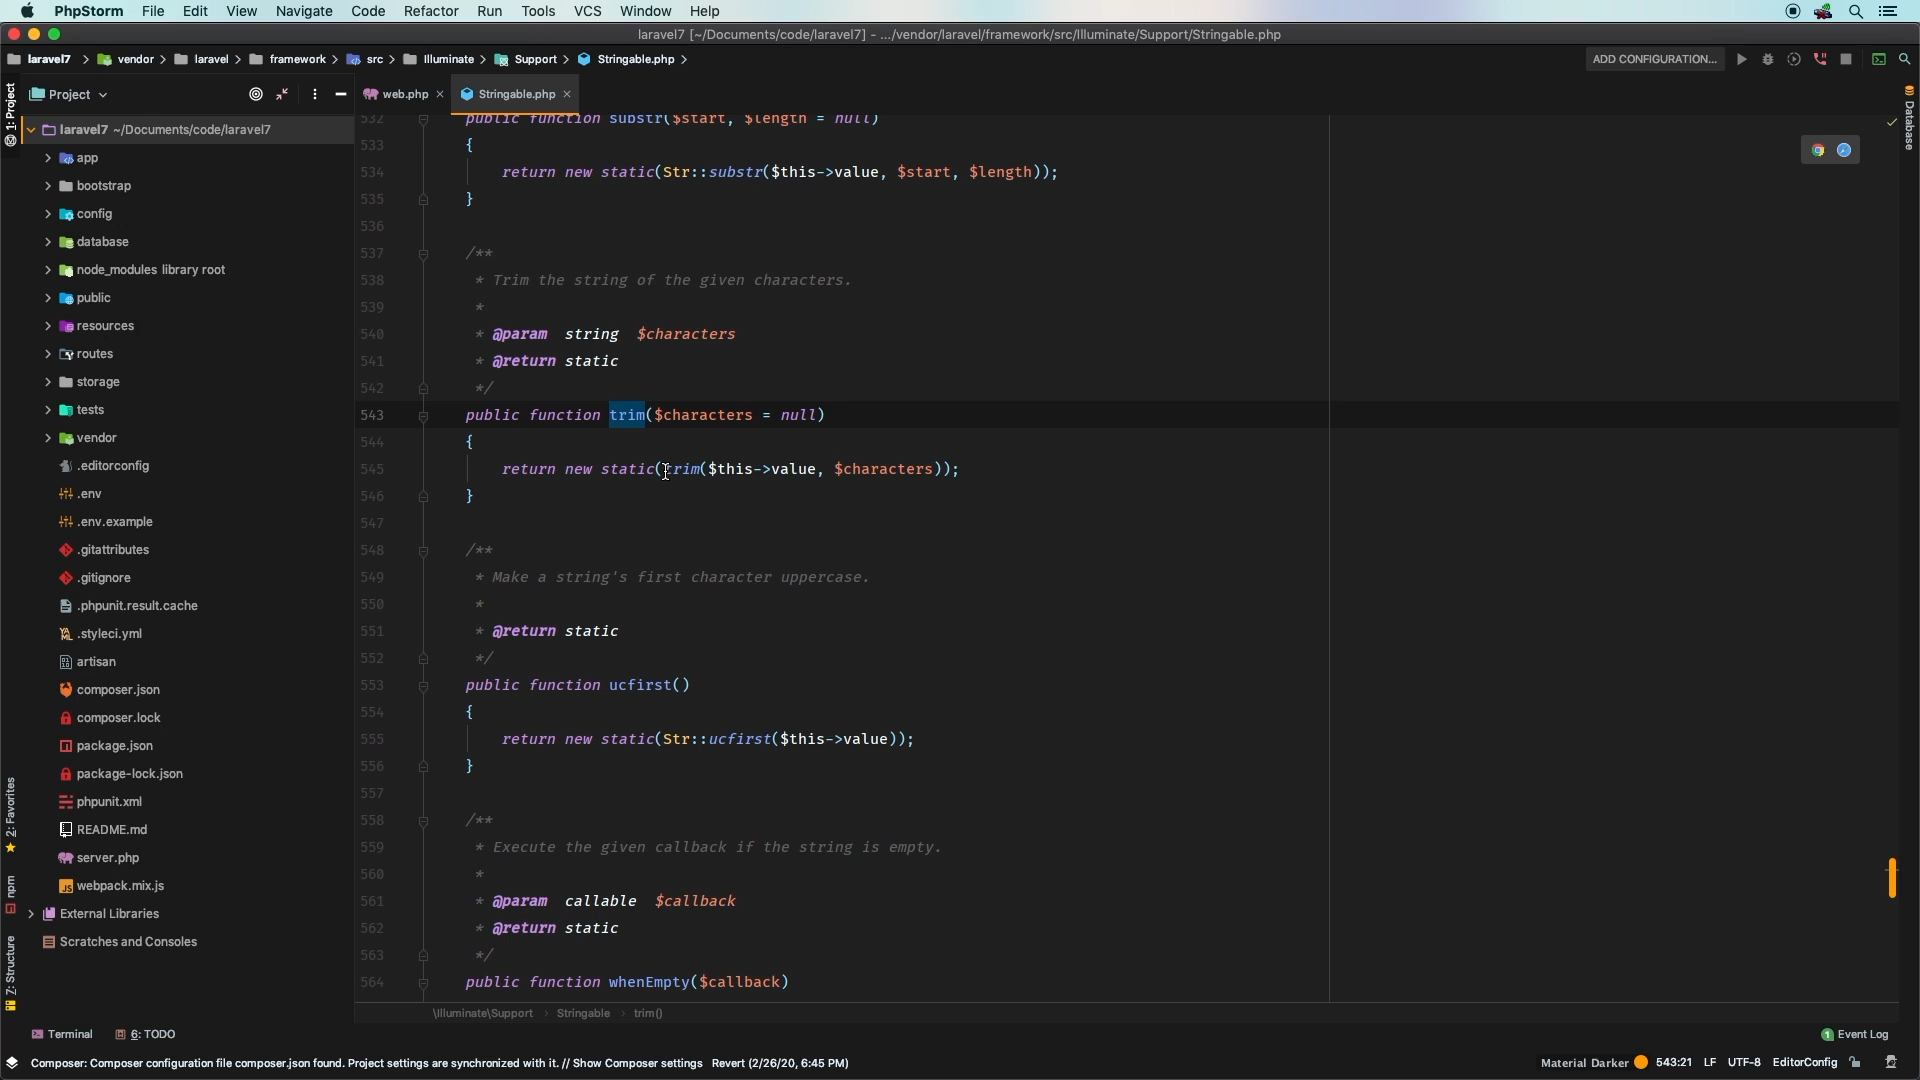 PhpStorm File Edit View Navigate Code Refactor Run Tools VCS Window Help
laravel7 [~/Documents/code/laravel7] - .../vendor/laravel/framework/src/Illuminate/Support/Stringable.php
laravel7 vendor laravel framework src Illuminate Support Stringable.php ADD CONFIGURATION...
1: Project
Project
web.php Stringable.php
Database
laravel7 ~/Documents/code/laravel7
app
bootstrap
config
database
node_modules library root
public
resources
routes
storage
tests
vendor
.editorconfig
.env
.env.example
.gitattributes
.gitignore
.phpunit.result.cache
.styleci.yml
artisan
composer.json
composer.lock
package.json
package-lock.json
phpunit.xml
README.md
server.php
webpack.mix.js
External Libraries
Scratches and Consoles
2: Favorites
npm
7: Structure
532 public function substr($start, $length = null)
533 {
534 return new static(Str::substr($this->value, $start, $length));
535 }
536
537 /**
538 * Trim the string of the given characters.
539 *
540 * @param string $characters
541 * @return static
542 */
543 public function trim($characters = null)
544 {
545 return new static(trim($this->value, $characters));
546 }
547
548 /**
549 * Make a string's first character uppercase.
550 *
551 * @return static
552 */
553 public function ucfirst()
554 {
555 return new static(Str::ucfirst($this->value));
556 }
557
558 /**
559 * Execute the given callback if the string is empty.
560 *
561 * @param callable $callback
562 * @return static
563 */
564 public function whenEmpty($callback)
\Illuminate\Support › Stringable › trim()
Terminal 6: TODO 1 Event Log
Composer: Composer configuration file composer.json found. Project settings are synchronized with it. // Show Composer settings Revert (2/26/20, 6:45 PM) Material Darker 543:21 LF UTF-8 EditorConfig